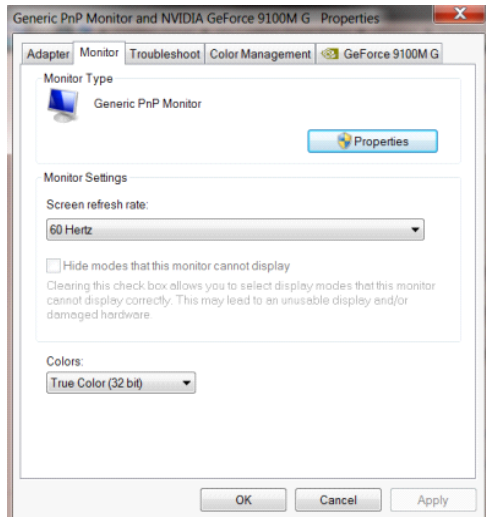 Generic PnP Monitor and NVIDIA GeForce 9100M G Properties
Adapter Monitor Troubleshoot Color Management GeForce 9100M G
Monitor Type
Generic PnP Monitor
Properties
Monitor Settings
Screen refresh rate:
60 Hertz
Hide modes that this monitor cannot display
Clearing this check box allows you to select display modes that this monitor
cannot display correctly. This may lead to an unusable display and/or
damaged hardware.
Colors:
True Color (32 bit)
OK Cancel Apply